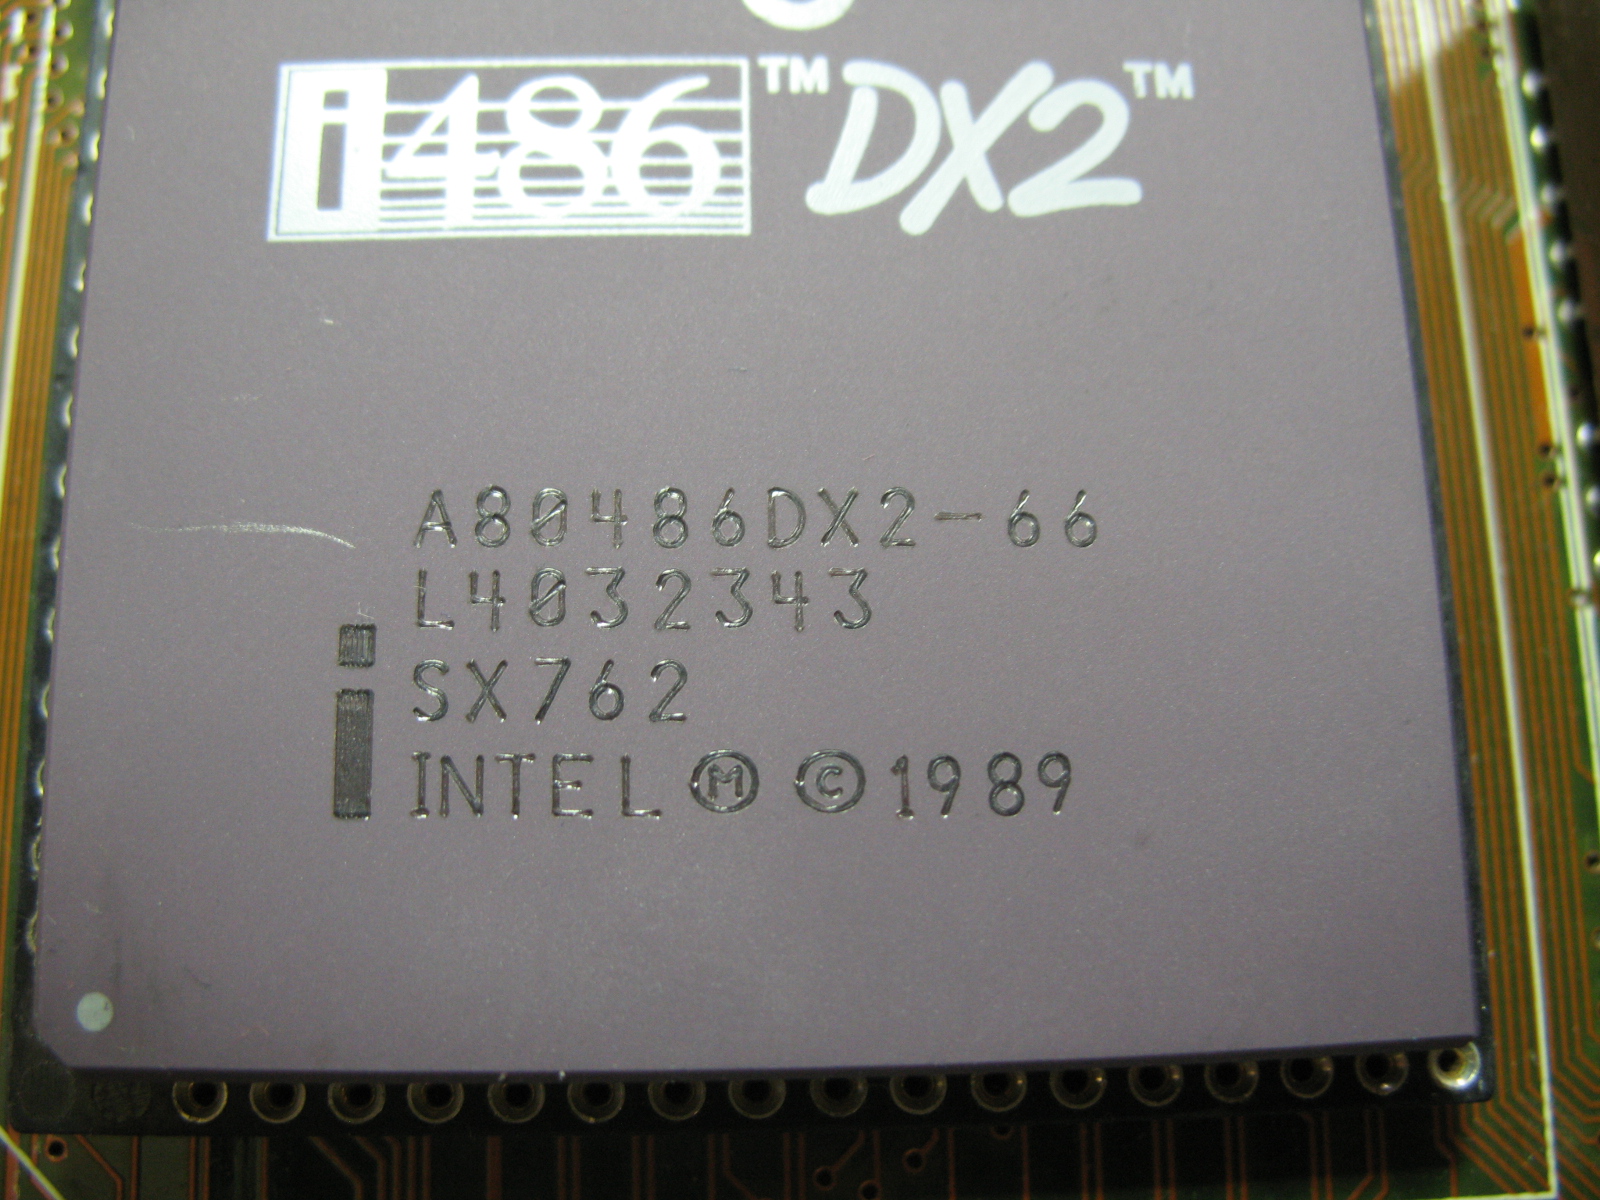 i486™ DX2™
A80486DX2-66
L4032343
SX762
INTEL Ⓜ © 1989